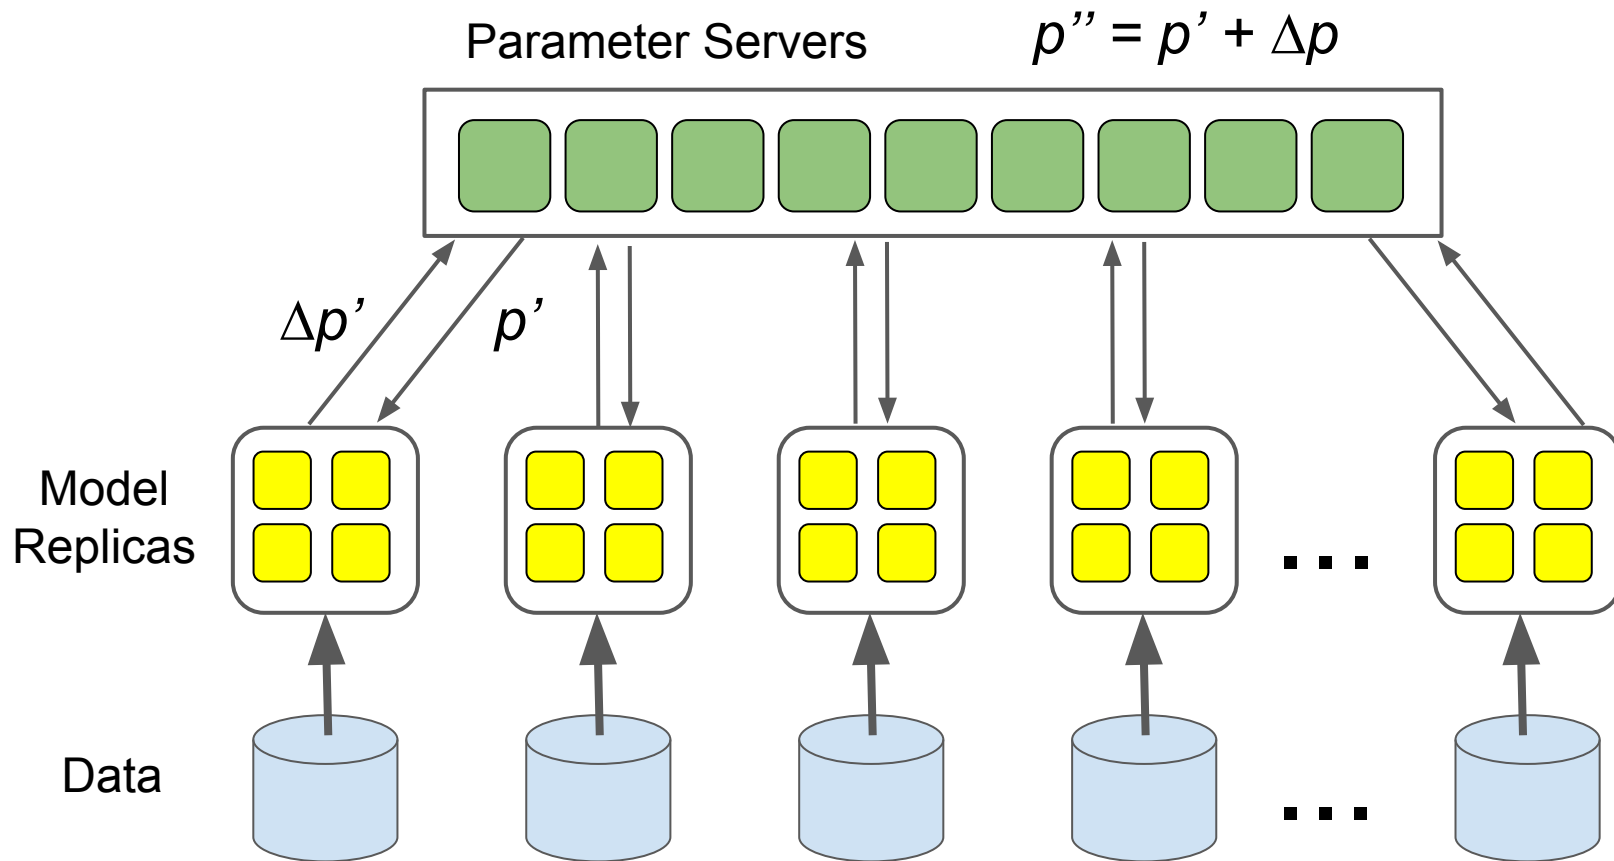 Parameter Servers
p’’ = p’ + Δp
Δp’
p’
Model
Replicas
...
Data
...